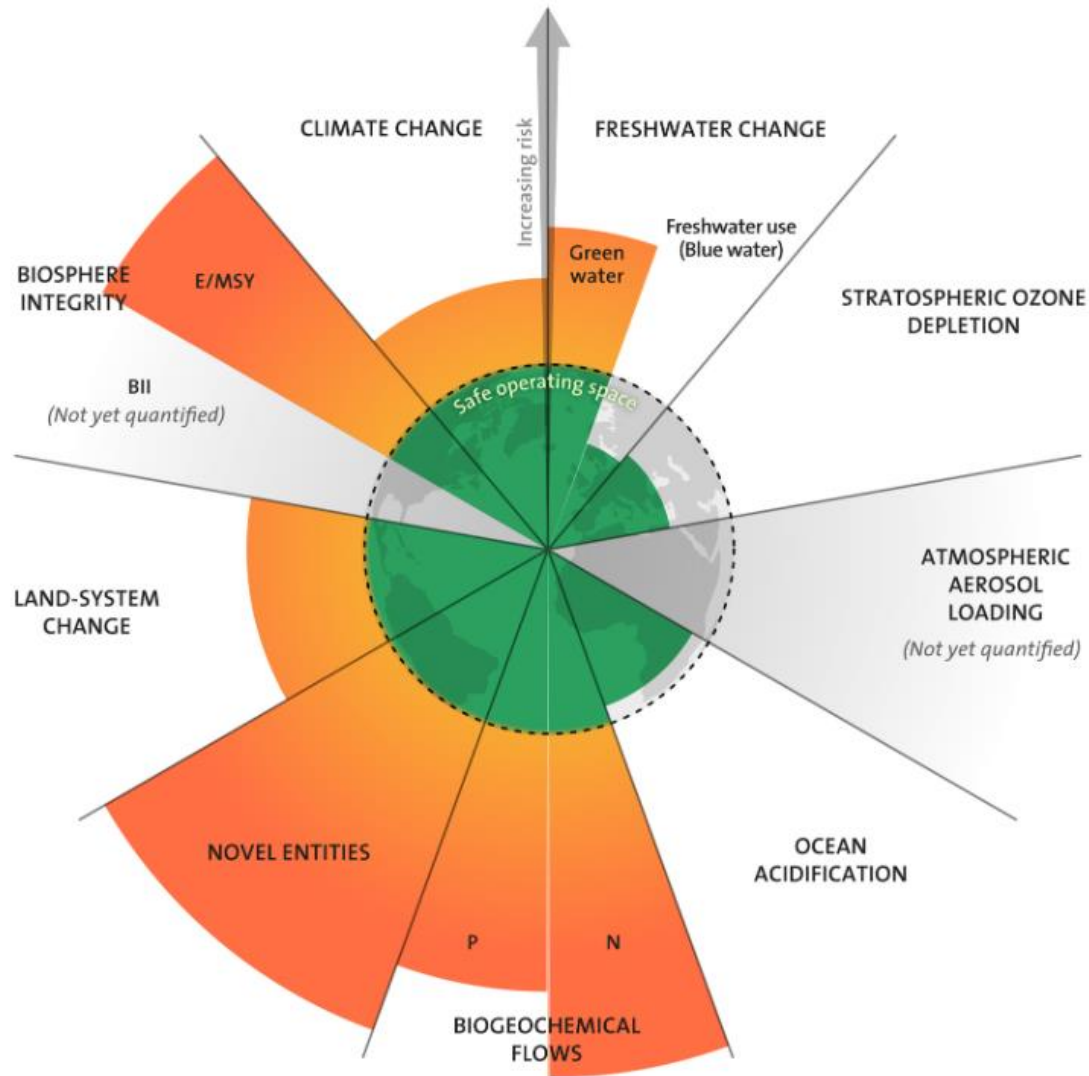 CLIMATE CHANGE
FRESHWATER CHANGE
Increasing risk
Freshwater use
(Blue water)
Green
water
E/MSY
BIOSPHERE
INTEGRITY
STRATOSPHERIC OZONE
DEPLETION
BII
(Not yet quantified)
Safe operating space
ATMOSPHERIC
AEROSOL
LOADING
(Not yet quantified)
LAND-SYSTEM
CHANGE
NOVEL ENTITIES
OCEAN
ACIDIFICATION
P
N
BIOGEOCHEMICAL
FLOWS